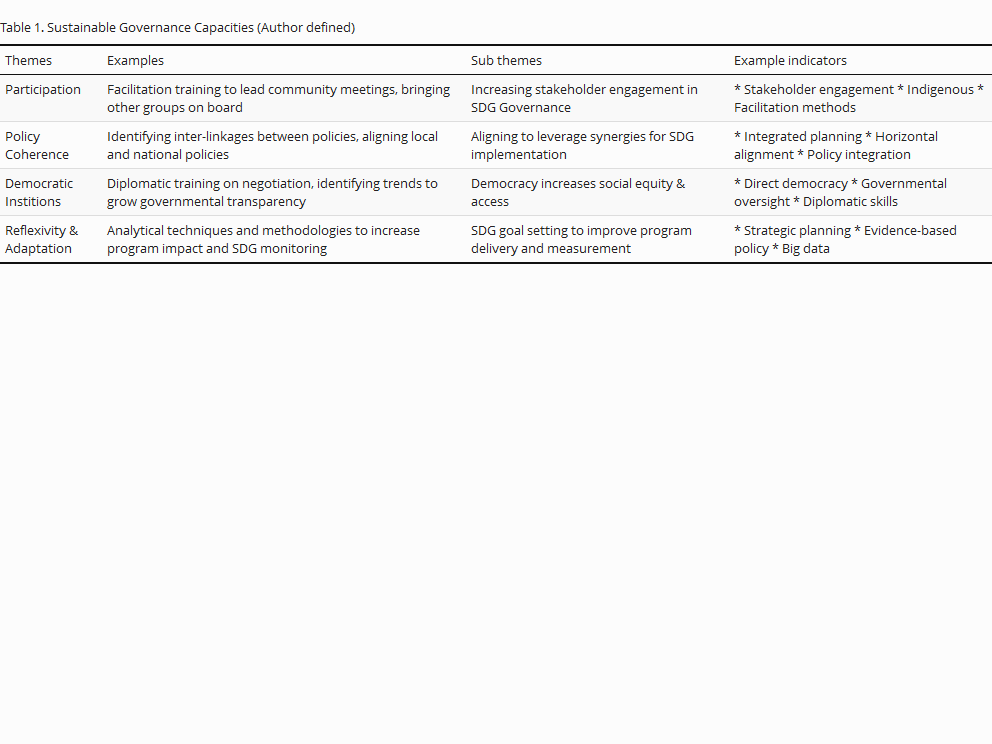 Table 1. Sustainable Governance Capacities (Author defined)
Themes Examples Sub themes Example indicators
Participation Facilitation training to lead community meetings, bringing Increasing stakeholder engagement in * Stakeholder engagement * Indigenous *
other groups on board SDG Governance Facilitation methods
Policy Identifying inter-linkages between policies, aligning local Aligning to leverage synergies for SDG * Integrated planning * Horizontal
Coherence and national policies implementation alignment * Policy integration
Democratic Diplomatic training on negotiation, identifying trends to Democracy increases social equity & * Direct democracy * Governmental
Instiitions grow governmental transparency access oversight * Diplomatic skills
Reflexivity & Analytical techniques and methodologies to increase SDG goal setting to improve program * Strategic planning * Evidence-based
Adaptation program impact and SDG monitoring delivery and measurement policy * Big data